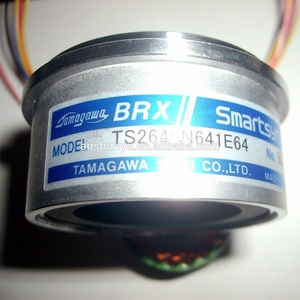 Tamagawa BRX Smartsy
MODEL TS264 N641E64
TAMAGAWA CO.,LTD.